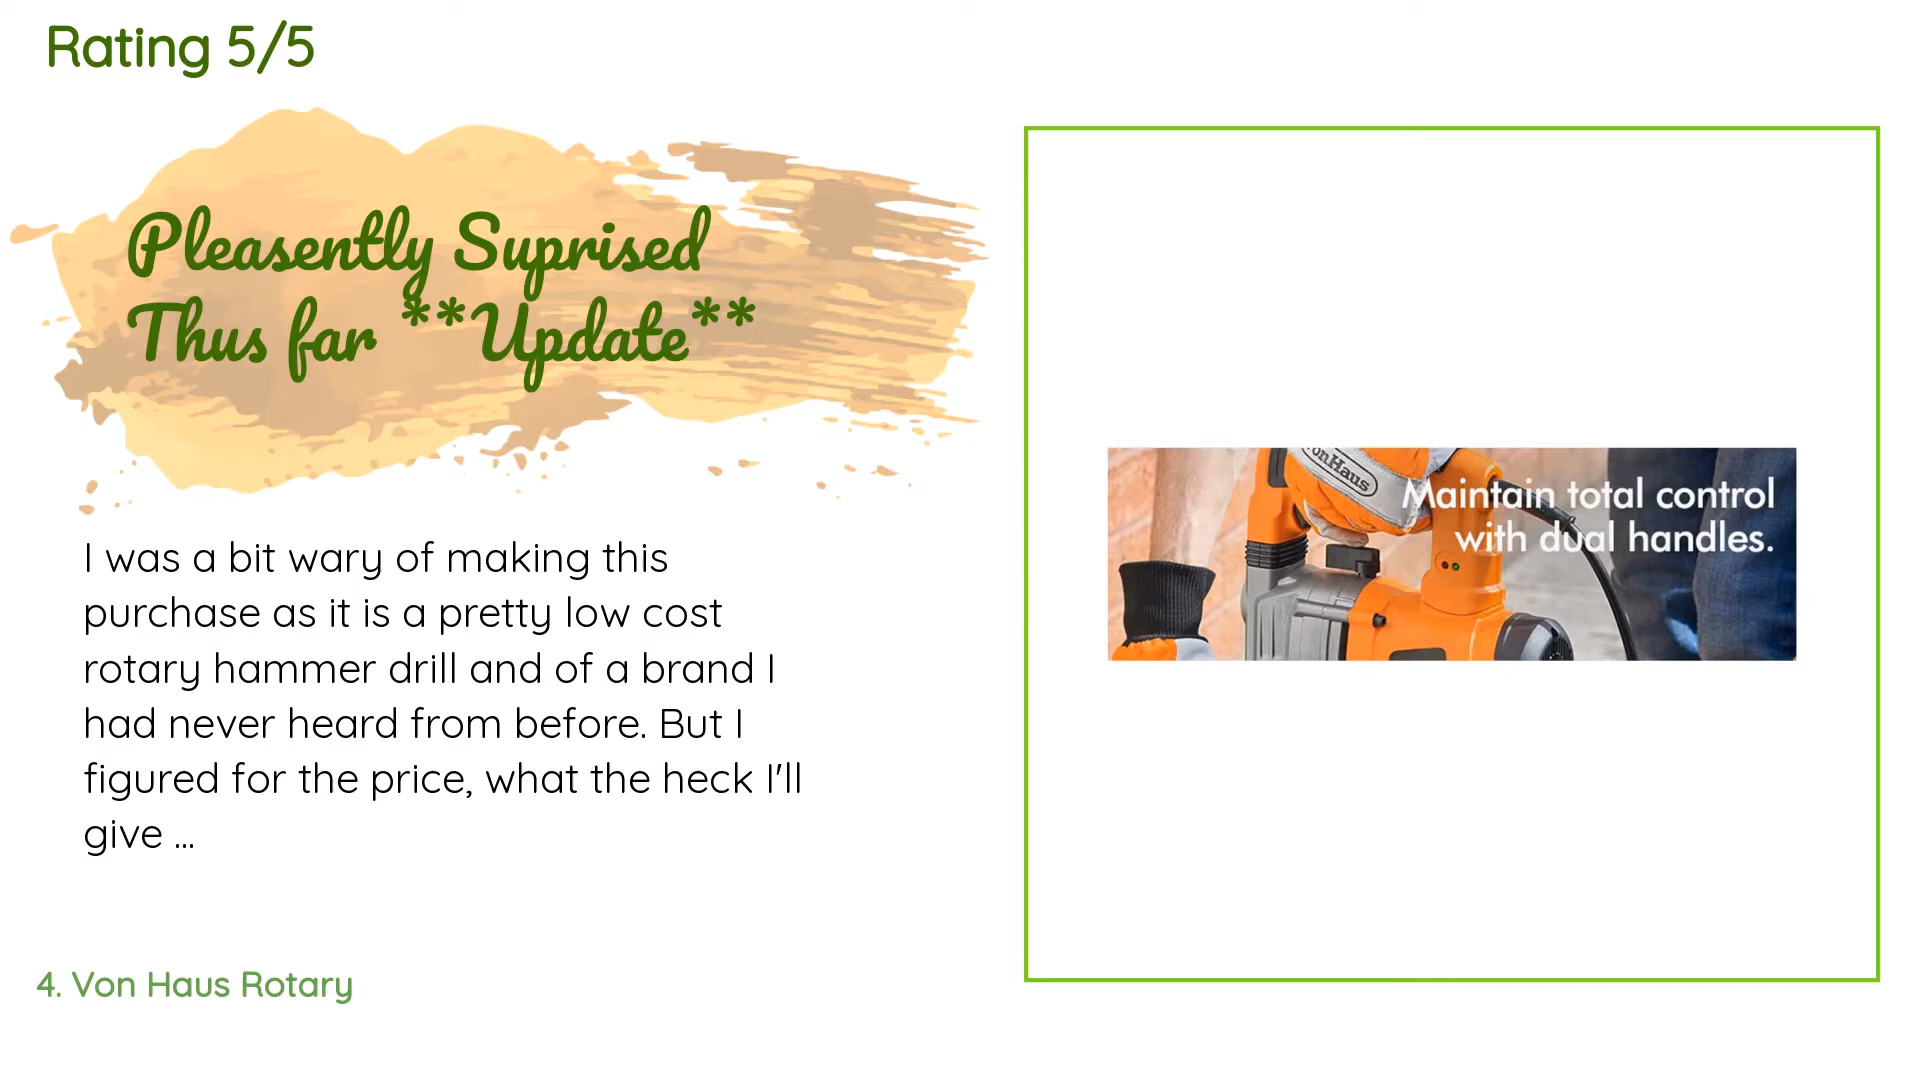 Rating 5/5
Pleasently Suprised
Thus far **Update**
I was a bit wary of making this
purchase as it is a pretty low cost
rotary hammer drill and of a brand I
had never heard from before. But I
figured for the price, what the heck I'll
give ...
onHaus
Maintain total control
with dual handles.
4. Von Haus Rotary